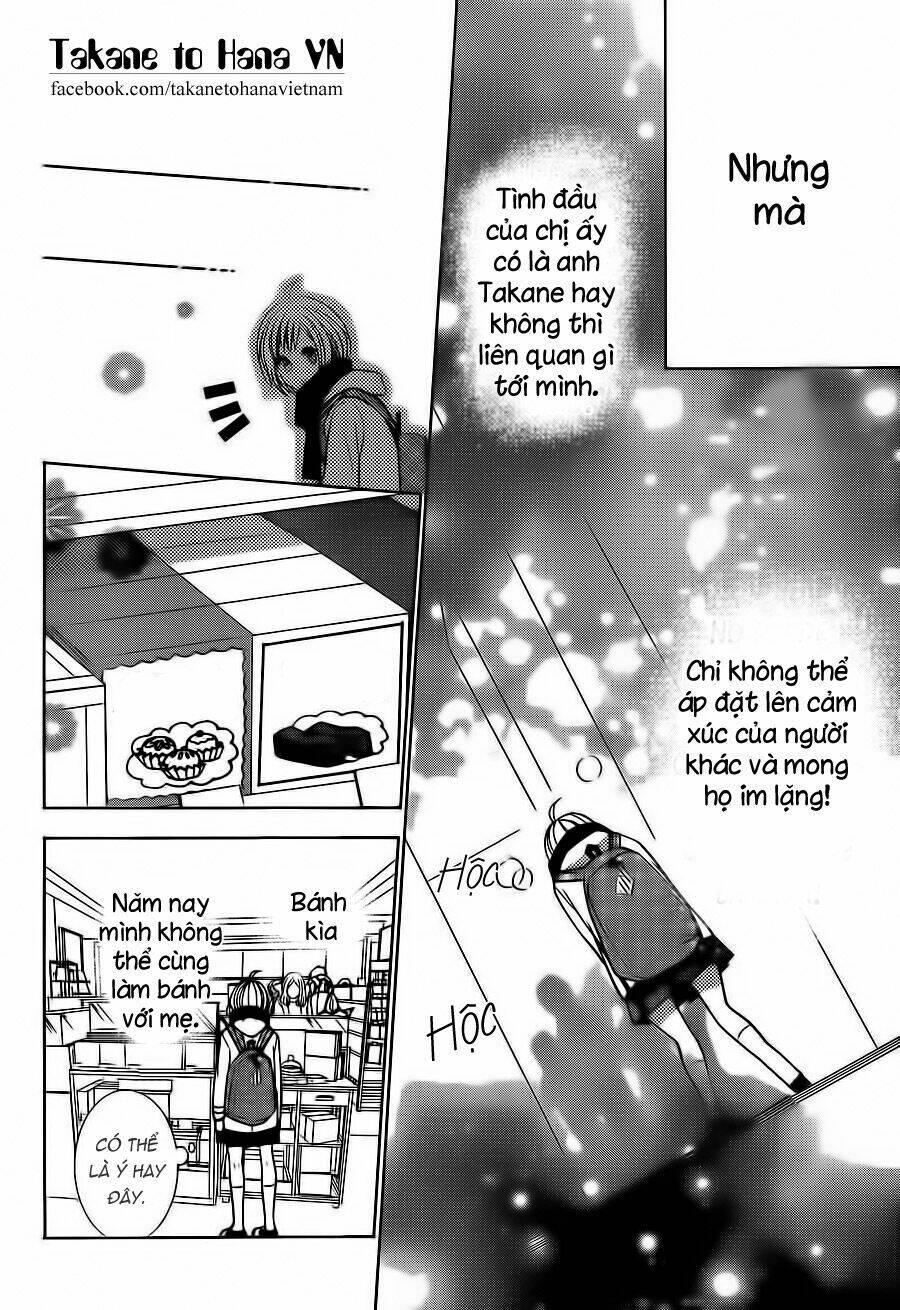 Takane to Hana VN
facebook.com/takanetohanavietnam
Nhưng
mà
Tình đầu
của chị ấy
có là anh
Takane hay
không thì
liên quan gì
tới mình.
Chỉ không thể
áp đặt lên cảm
xúc của người
khác và mong
họ im lặng!
HỘC
HỘC
Bánh
kìa
Năm nay
mình không
thể cùng
làm bánh
với mẹ.
CÓ THỂ
LÀ Ý HAY
ĐÂY.